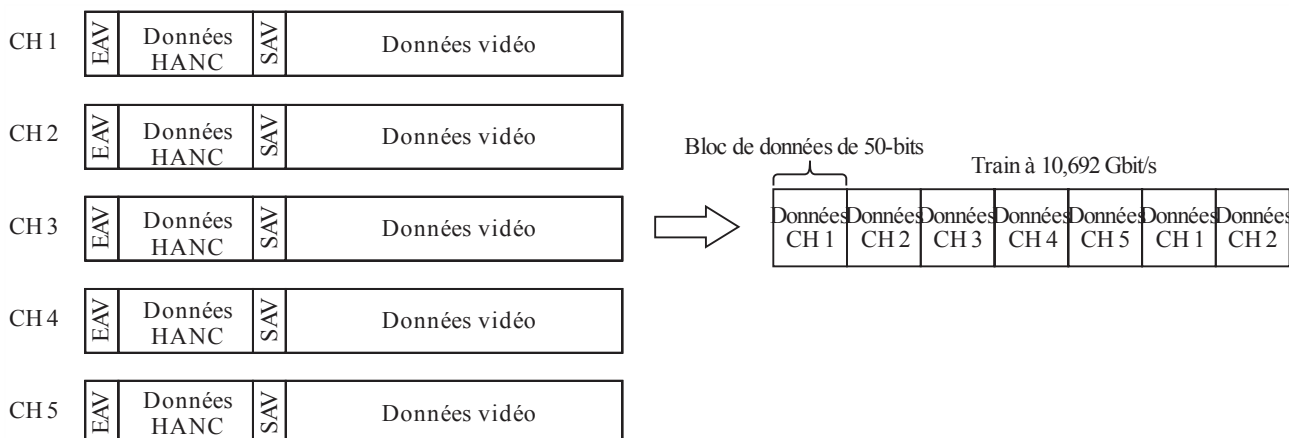 CH 1
EAV
Données
HANC
SAV
Données vidéo
CH 2
EAV
Données
HANC
SAV
Données vidéo
CH 3
EAV
Données
HANC
SAV
Données vidéo
CH 4
EAV
Données
HANC
SAV
Données vidéo
CH 5
EAV
Données
HANC
SAV
Données vidéo
Bloc de données de 50-bits
Train à 10,692 Gbit/s
Données
CH 1
Données
CH 2
Données
CH 3
Données
CH 4
Données
CH 5
Données
CH 1
Données
CH 2